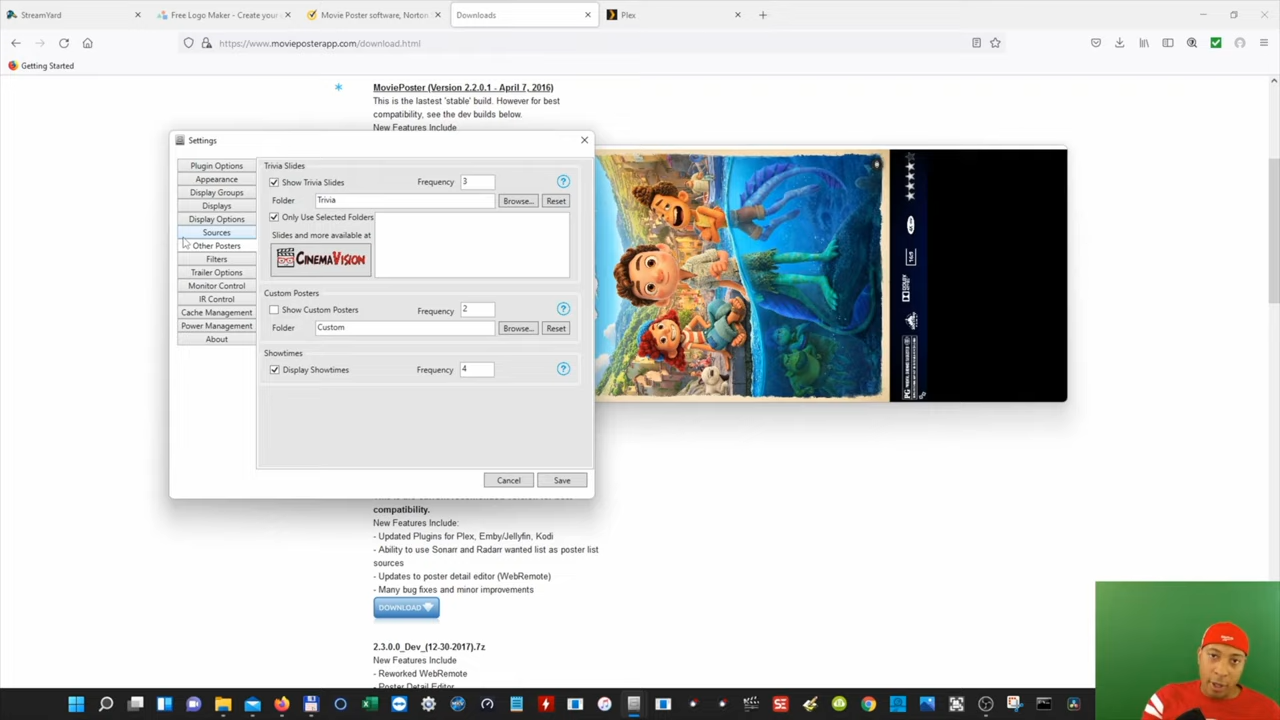 StreamYard
Free Logo Maker - Create your
Movie Poster software, Norton
Downloads
Plex
https://www.movieposterapp.com/download.html
Getting Started
MoviePoster (Version 2.2.0.1 - April 7, 2016)
This is the lastest 'stable' build. However for best
compatibility, see the dev builds below.
New Features Include
Settings
Plugin Options
Appearance
Display Groups
Displays
Display Options
Sources
Other Posters
Filters
Trailer Options
Monitor Control
IR Control
Cache Management
Power Management
About
Trivia Slides
Show Trivia Slides
Frequency
3
Folder
Trivia
Browse...
Reset
Only Use Selected Folders
Slides and more available at
CINEMAVISION
Custom Posters
Show Custom Posters
Frequency
2
Folder
Custom
Browse...
Reset
Showtimes
Display Showtimes
Frequency
4
Cancel
Save
PG
DOLBY
compatibility.
New Features Include:
- Updated Plugins for Plex, Emby/Jellyfin, Kodi
- Ability to use Sonarr and Radarr wanted list as poster list
sources
- Updates to poster detail editor (WebRemote)
- Many bug fixes and minor improvements
DOWNLOAD
2.3.0.0_Dev_(12-30-2017).7z
New Features Include
- Reworked WebRemote
- Poster Detail Editor